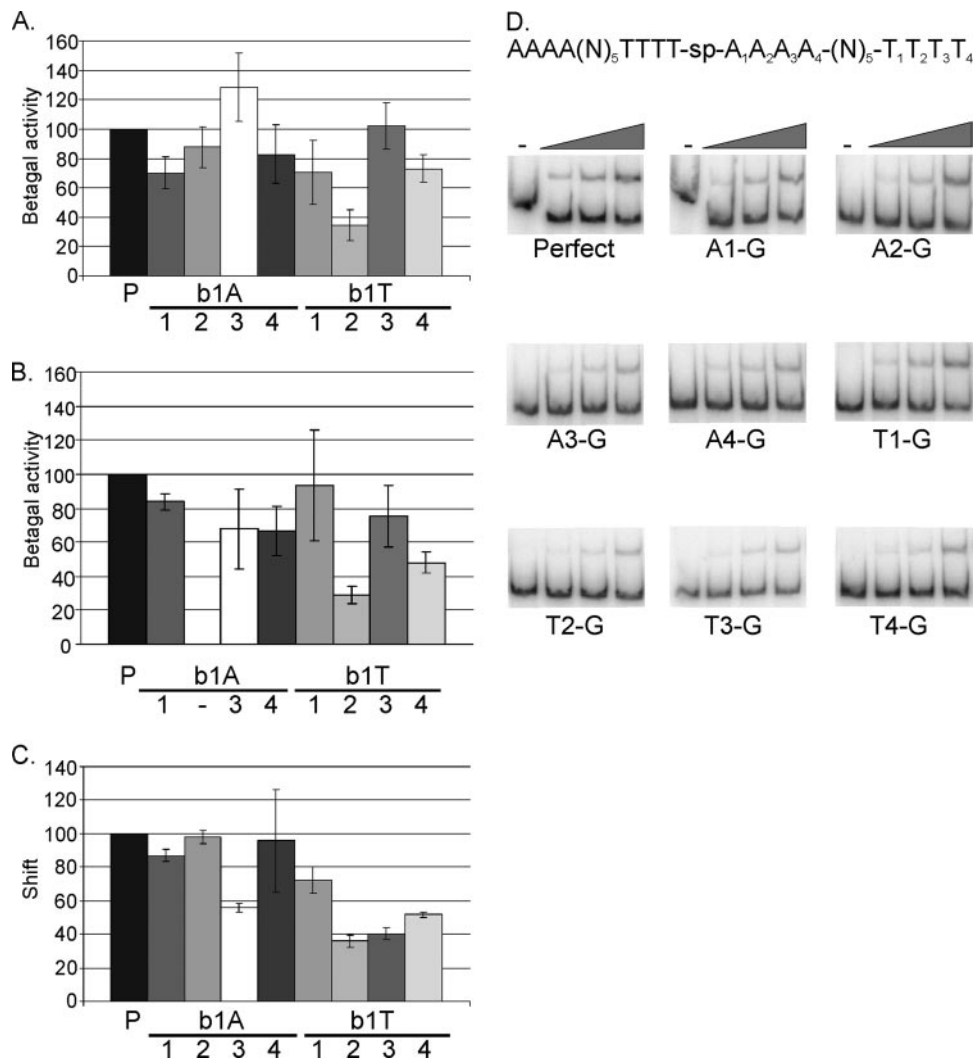 A.
160
140
120
100
80
60
40
20
0
Betagal activity
P b1A b1T
1 2 3 4 1 2 3 4
B.
160
140
120
100
80
60
40
20
0
Betagal activity
P b1A b1T
1 - 3 4 1 2 3 4
C.
140
120
100
80
60
40
20
0
Shift
P b1A b1T
1 2 3 4 1 2 3 4
D.
AAAA(N)₅TTTT-sp-A₁A₂A₃A₄-(N)₅-T₁T₂T₃T₄
- - -
Perfect A1-G A2-G
A3-G A4-G T1-G
T2-G T3-G T4-G